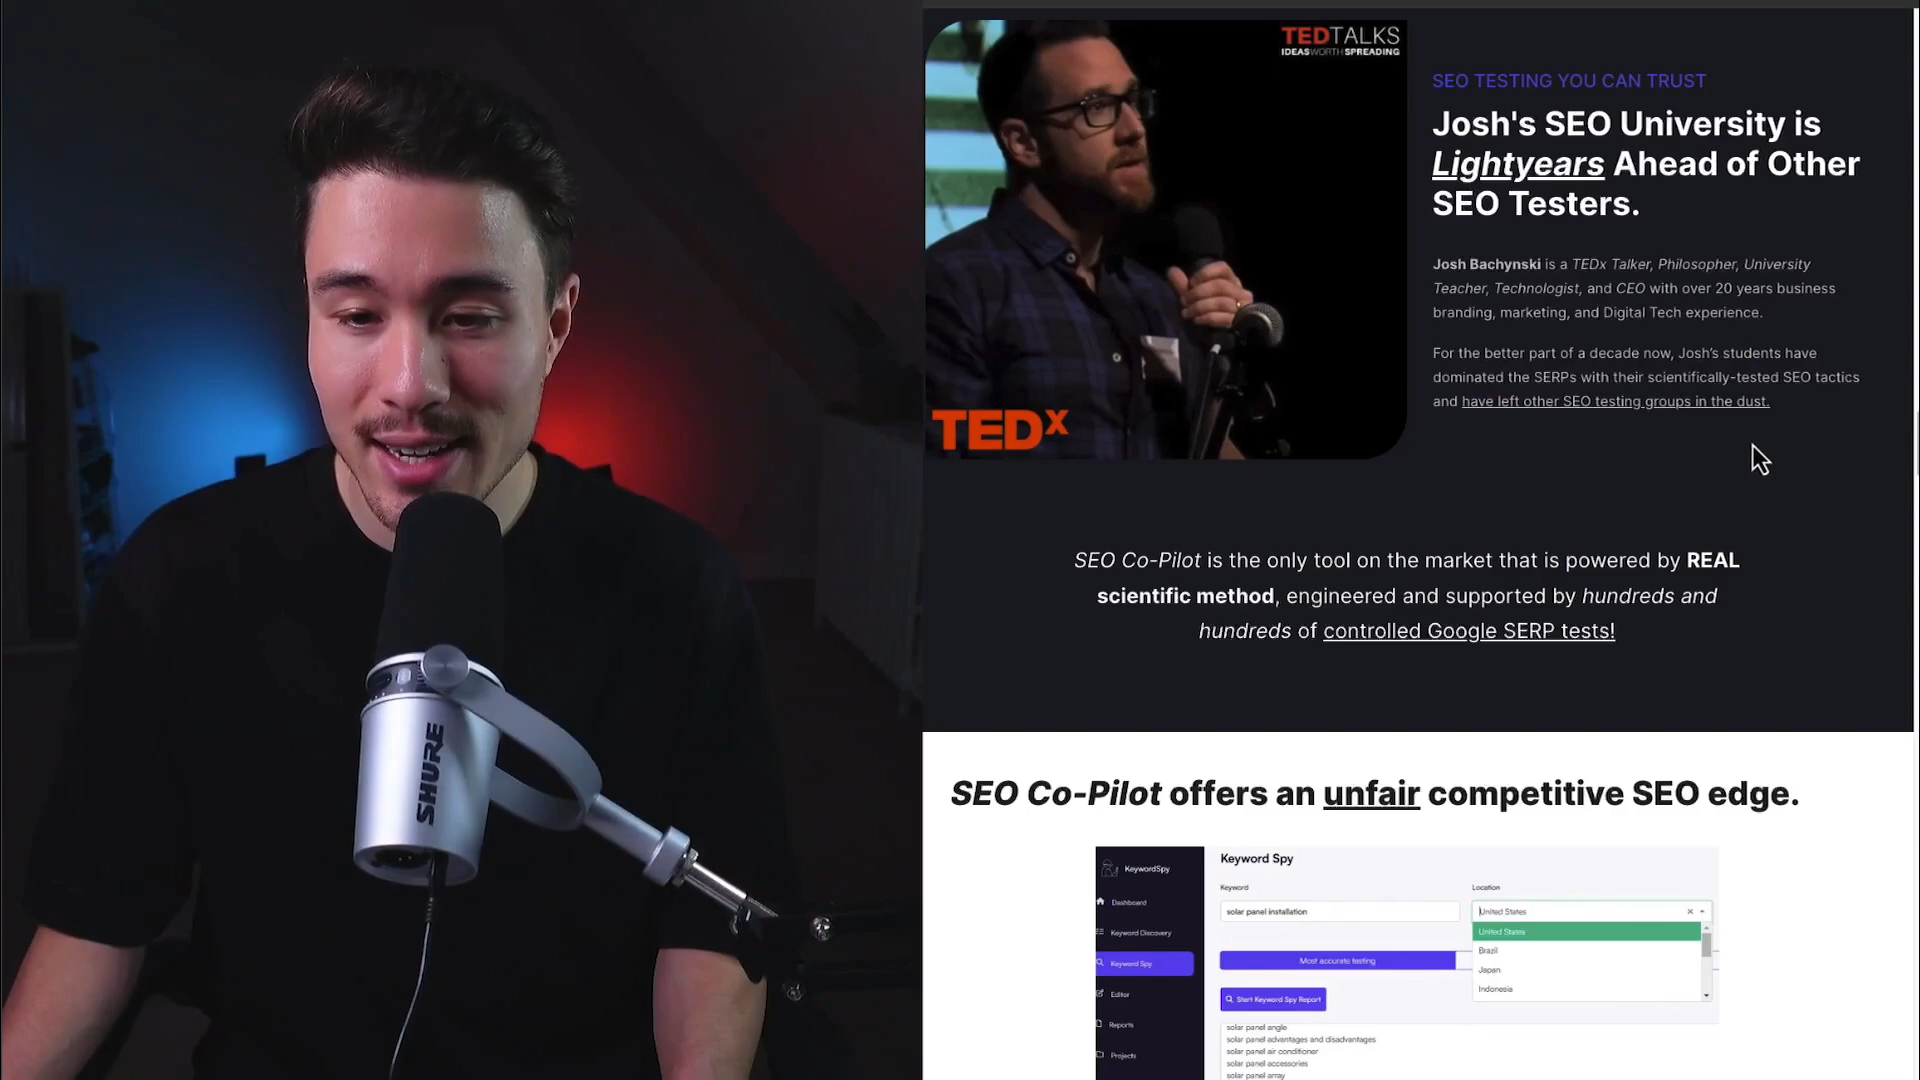 TEDTALKS
IDEAS WORTH SPREADING
TEDx
SEO TESTING YOU CAN TRUST
Josh's SEO University is
Lightyears Ahead of Other
SEO Testers.
Josh Bachynski is a TEDx Talker, Philosopher, University
Teacher, Technologist, and CEO with over 20 years business
branding, marketing, and Digital Tech experience.
For the better part of a decade now, Josh's students have
dominated the SERPs with their scientifically-tested SEO tactics
and have left other SEO testing groups in the dust.
SEO Co-Pilot is the only tool on the market that is powered by REAL
scientific method, engineered and supported by hundreds and
hundreds of controlled Google SERP tests!
SHURE
SEO Co-Pilot offers an unfair competitive SEO edge.
KeywordSpy
Dashboard
Keyword Discovery
Keyword Spy
Editor
Reports
Projects
Keyword Spy
Keyword
Location
solar panel installation
United States
United States
Brazil
Japan
Indonesia
Most accurate testing
Start Keyword Spy Report
solar panel angle
solar panel advantages and disadvantages
solar panel air conditioner
solar panel accessories
solar panel array